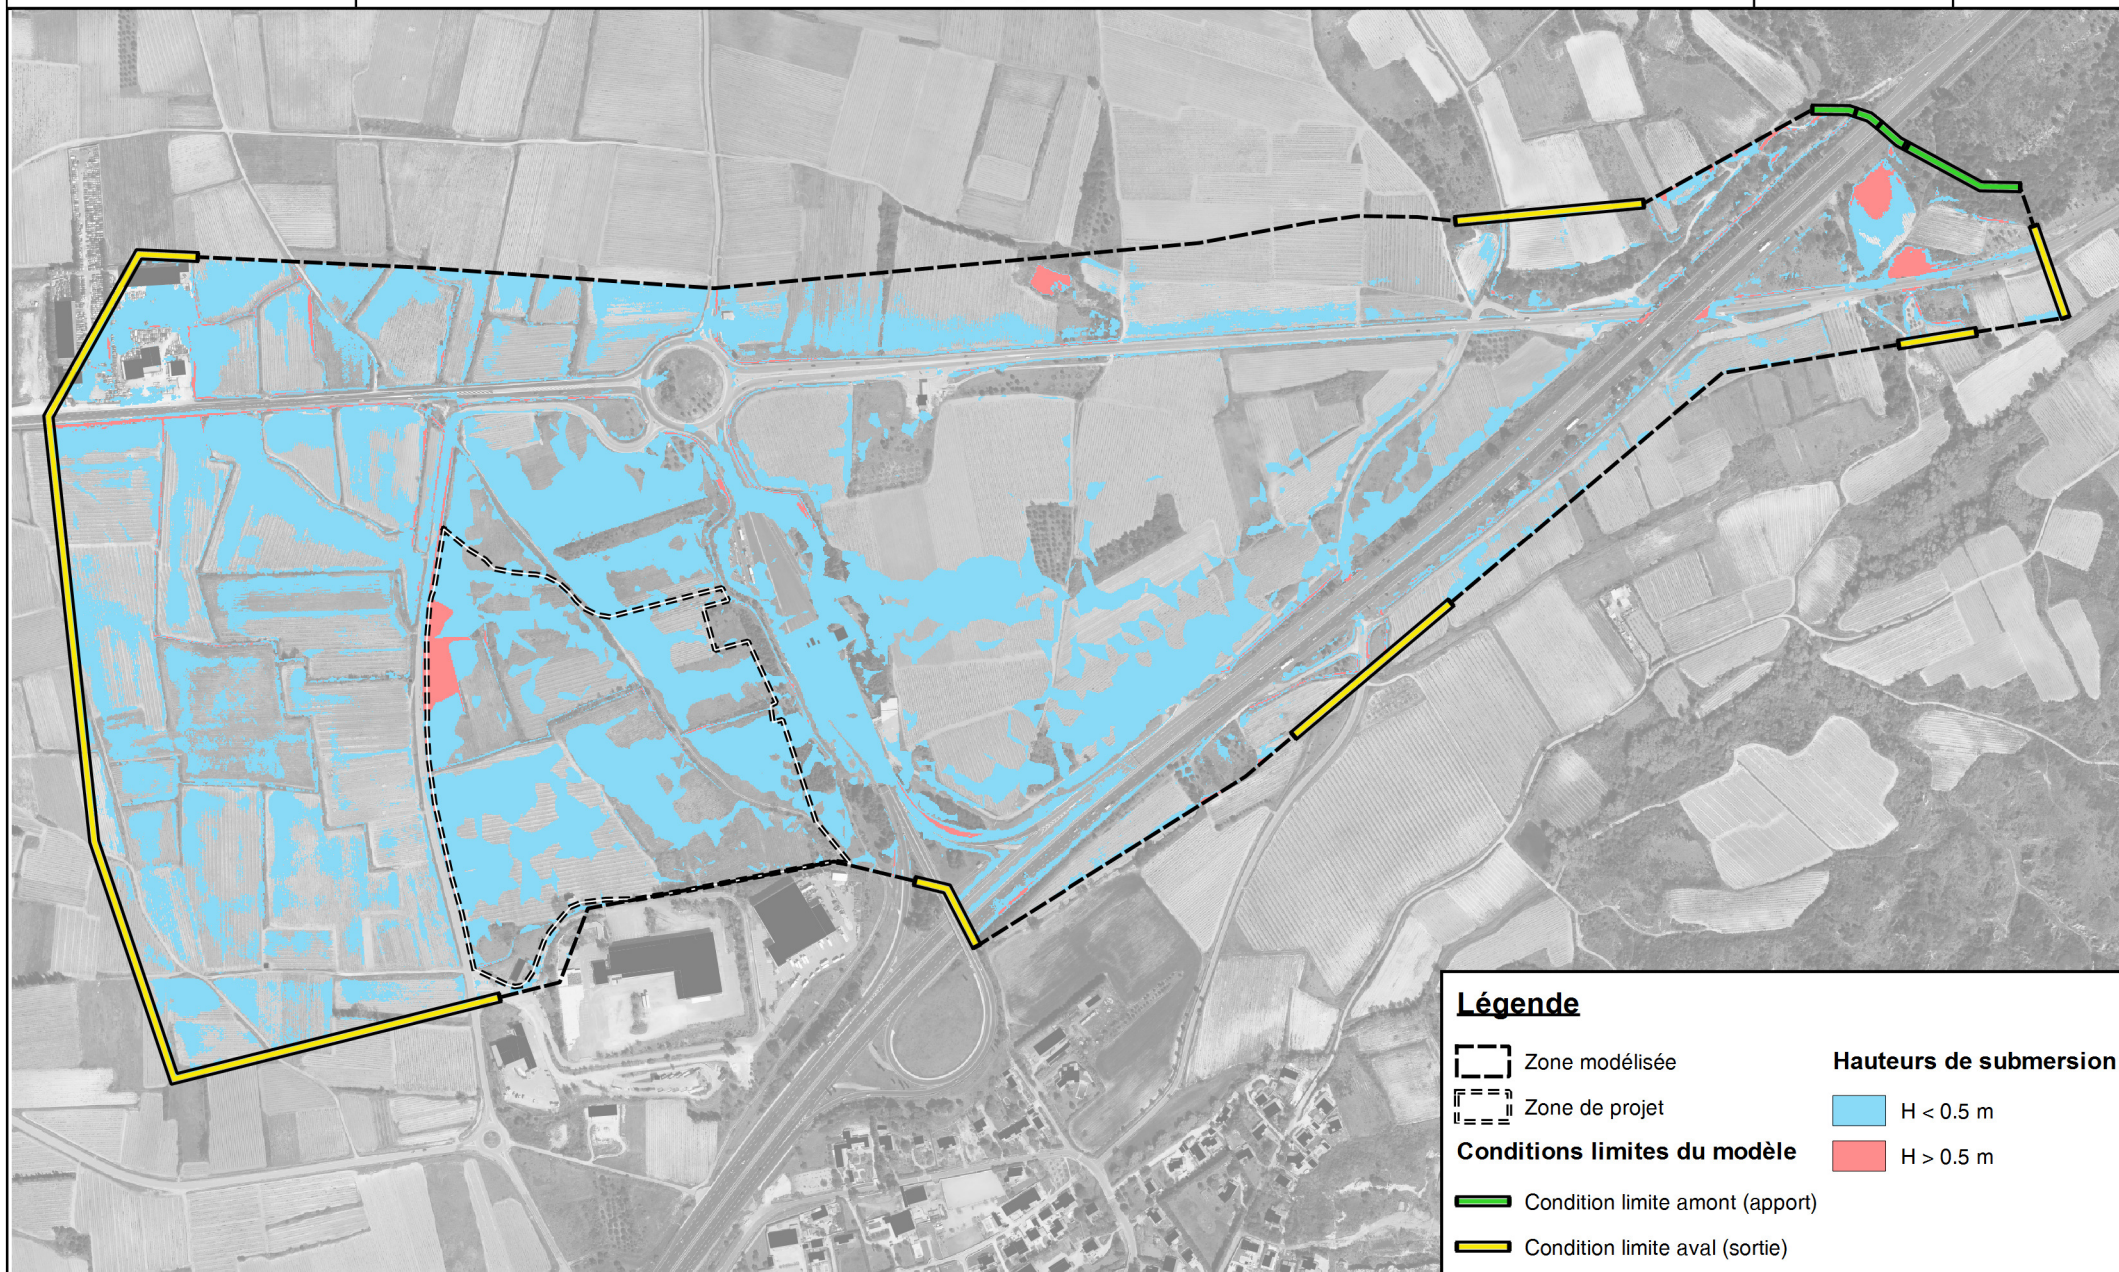 Légende
Zone modélisée
Zone de projet
Conditions limites du modèle
Condition limite amont (apport)
Condition limite aval (sortie)
Hauteurs de submersion
H < 0.5 m
H > 0.5 m